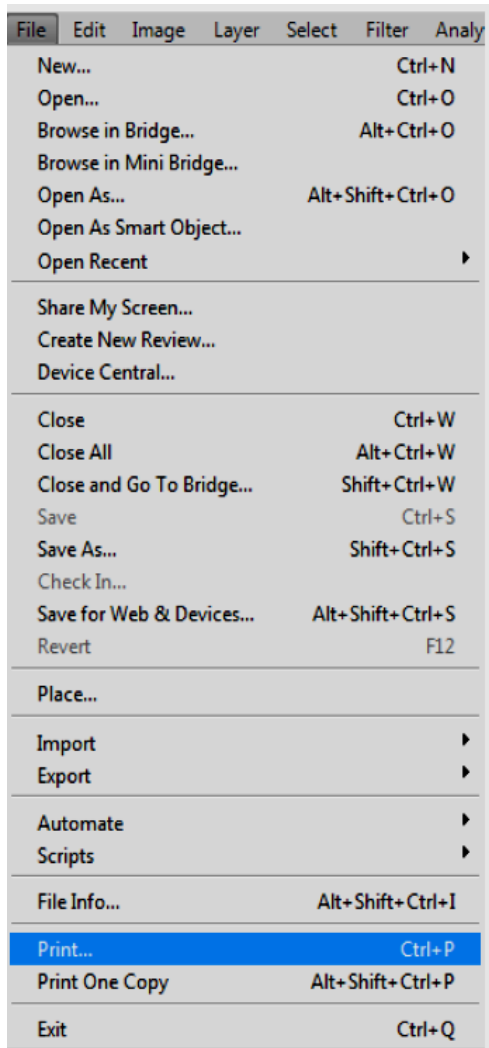 File Edit Image Layer Select Filter Analy
New... Ctrl+N
Open... Ctrl+O
Browse in Bridge... Alt+Ctrl+O
Browse in Mini Bridge...
Open As... Alt+Shift+Ctrl+O
Open As Smart Object...
Open Recent
Share My Screen...
Create New Review...
Device Central...
Close Ctrl+W
Close All Alt+Ctrl+W
Close and Go To Bridge... Shift+Ctrl+W
Save Ctrl+S
Save As... Shift+Ctrl+S
Check In...
Save for Web & Devices... Alt+Shift+Ctrl+S
Revert F12
Place...
Import
Export
Automate
Scripts
File Info... Alt+Shift+Ctrl+I
Print... Ctrl+P
Print One Copy Alt+Shift+Ctrl+P
Exit Ctrl+Q